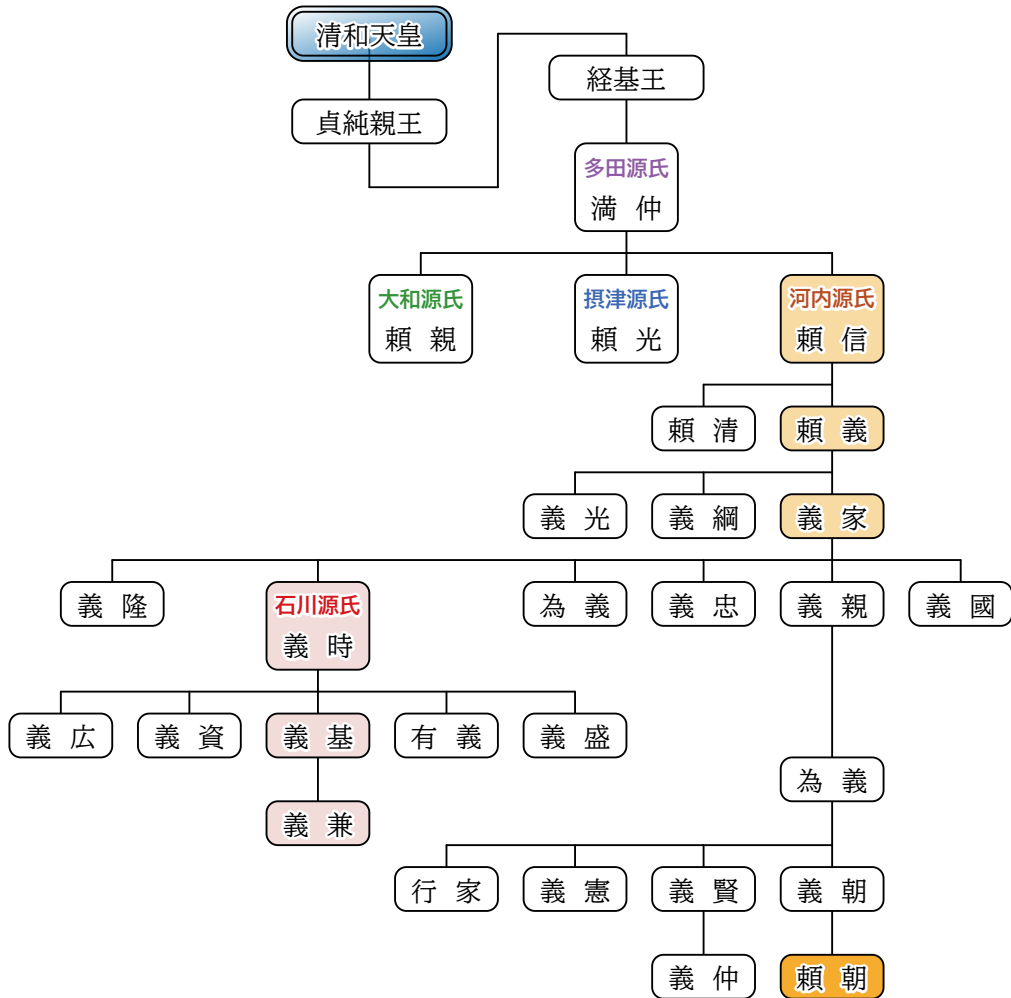 清和天皇
経基王
貞純親王
多田源氏
満 仲
大和源氏
頼 親
摂津源氏
頼 光
河内源氏
頼 信
頼 清
頼 義
義 光
義 綱
義 家
義 隆
石川源氏
義 時
為 義
義 忠
義 親
義 國
義 広
義 資
義 基
有 義
義 盛
為 義
義 兼
行 家
義 憲
義 賢
義 朝
義 仲
頼 朝